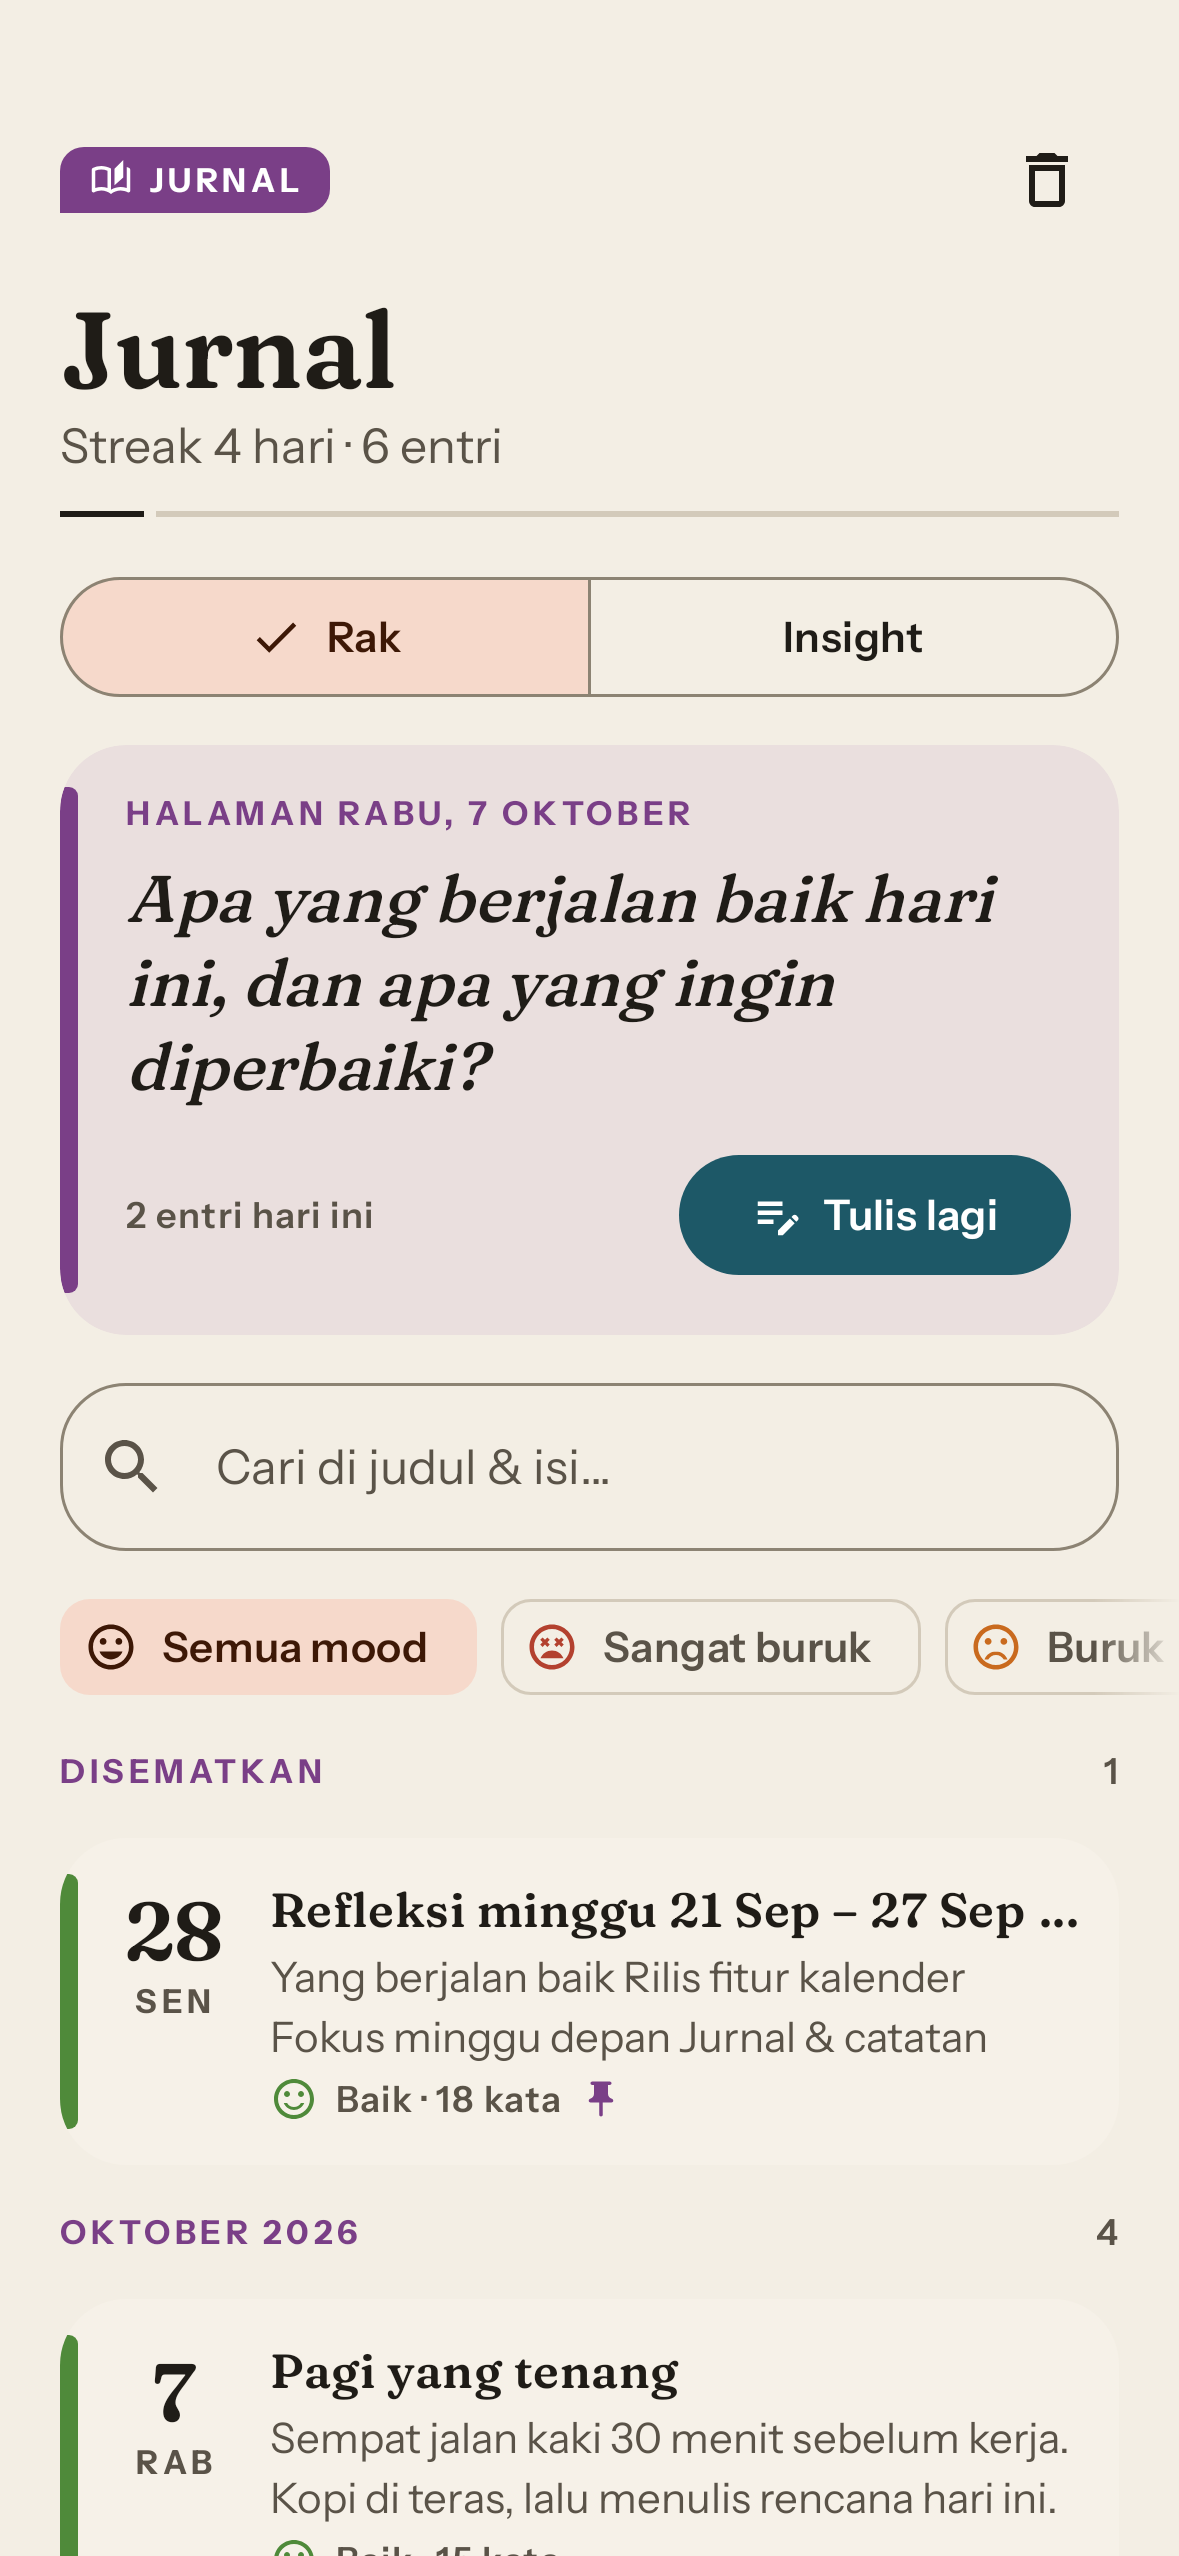 JURNAL
Jurnal
Streak 4 hari · 6 entri
Rak
Insight
HALAMAN RABU, 7 OKTOBER
Apa yang berjalan baik hari
ini, dan apa yang ingin
diperbaiki?
2 entri hari ini
Tulis lagi
Cari di judul & isi...
Semua mood
Sangat buruk
Buruk
DISEMATKAN
1
28
SEN
Refleksi minggu 21 Sep – 27 Sep ...
Yang berjalan baik Rilis fitur kalender
Fokus minggu depan Jurnal & catatan
Baik · 18 kata
OKTOBER 2026
4
7
RAB
Pagi yang tenang
Sempat jalan kaki 30 menit sebelum kerja.
Kopi di teras, lalu menulis rencana hari ini.
Baik · 15 kata